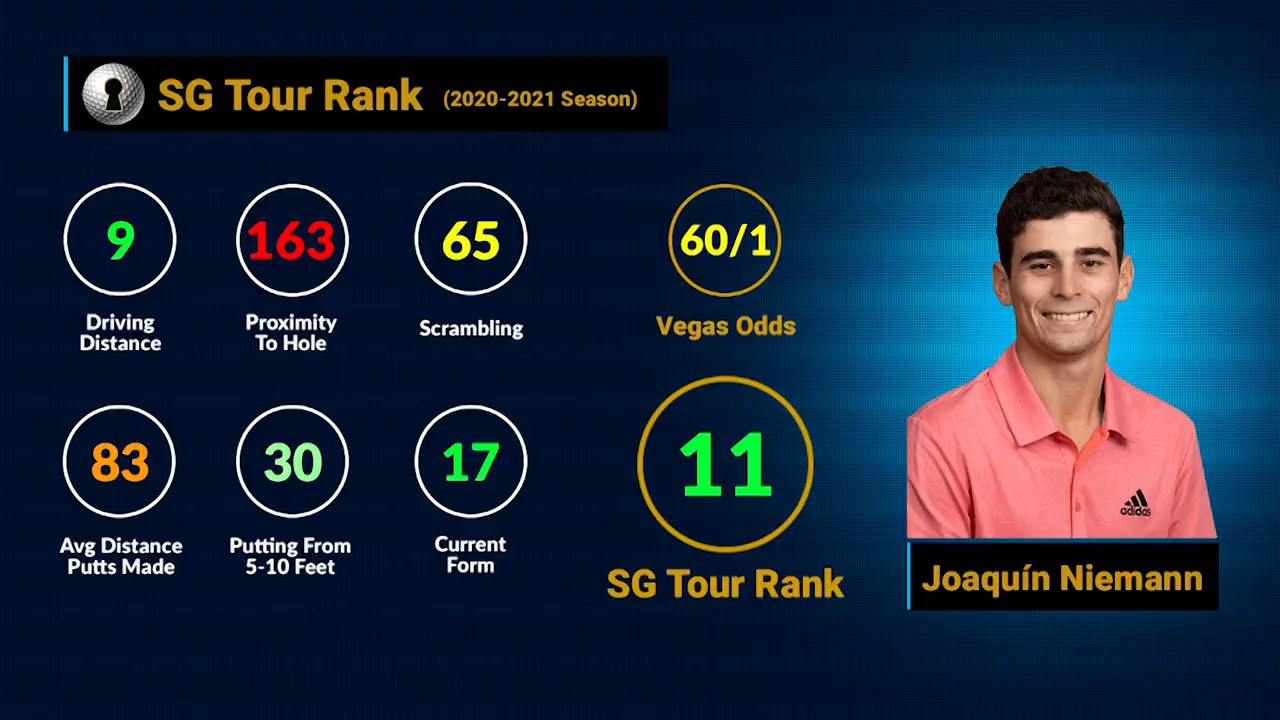 SG Tour Rank (2020-2021 Season)
9
163
65
60/1
Driving
Distance
Proximity
To Hole
Scrambling
Vegas Odds
83
30
17
11
Avg Distance
Putts Made
Putting From
5-10 Feet
Current
Form
SG Tour Rank
adidas
Joaquín Niemann